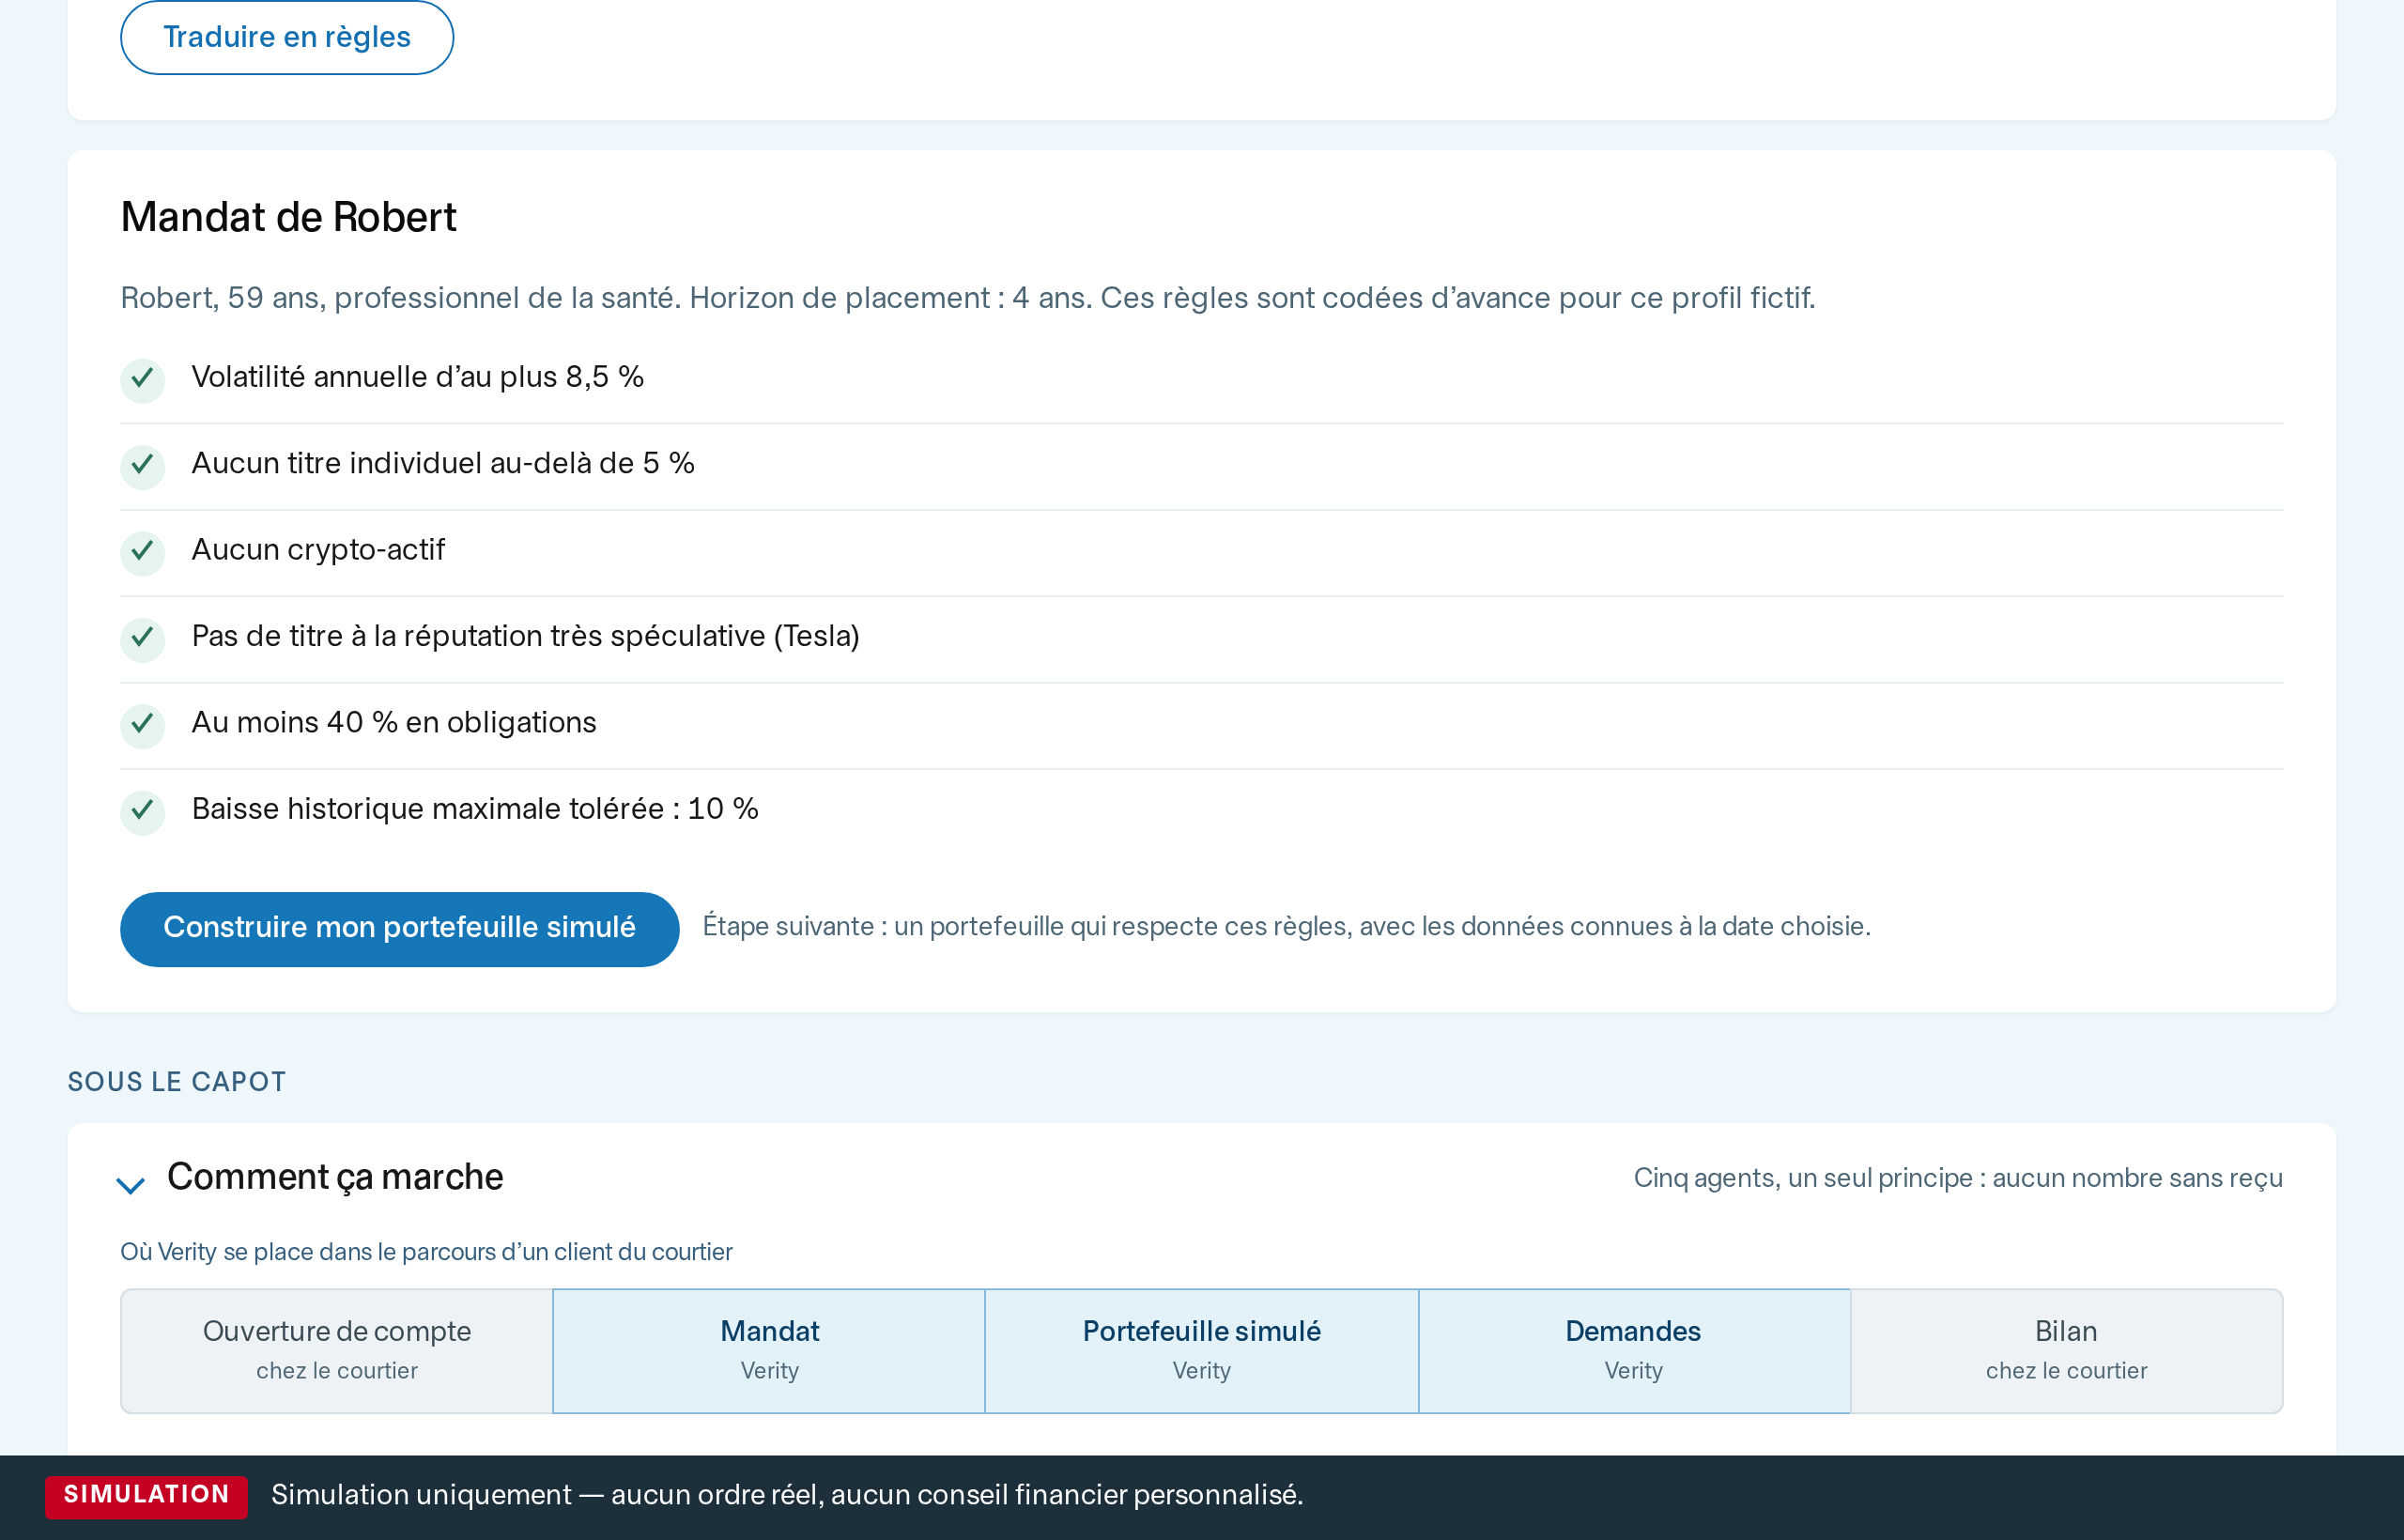 Traduire en règles
Mandat de Robert
Robert, 59 ans, professionnel de la santé. Horizon de placement : 4 ans. Ces règles sont codées d’avance pour ce profil fictif.
Volatilité annuelle d’au plus 8,5 %
Aucun titre individuel au-delà de 5 %
Aucun crypto-actif
Pas de titre à la réputation très spéculative (Tesla)
Au moins 40 % en obligations
Baisse historique maximale tolérée : 10 %
Construire mon portefeuille simulé
Étape suivante : un portefeuille qui respecte ces règles, avec les données connues à la date choisie.
SOUS LE CAPOT
Comment ça marche
Cinq agents, un seul principe : aucun nombre sans reçu
Où Verity se place dans le parcours d’un client du courtier
Ouverture de compte
chez le courtier
Mandat
Verity
Portefeuille simulé
Verity
Demandes
Verity
Bilan
chez le courtier
SIMULATION
Simulation uniquement — aucun ordre réel, aucun conseil financier personnalisé.